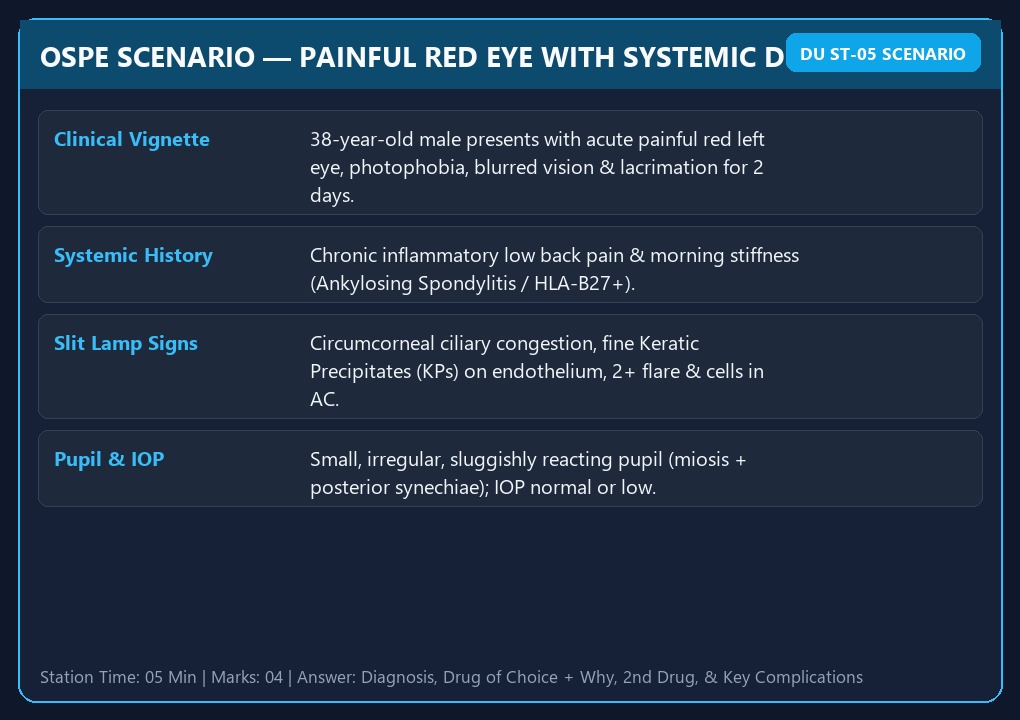 OSPE SCENARIO — PAINFUL RED EYE WITH SYSTEMIC D
DU ST-05 SCENARIO
Clinical Vignette
38-year-old male presents with acute painful red left
eye, photophobia, blurred vision & lacrimation for 2
days.
Systemic History
Chronic inflammatory low back pain & morning stiffness
(Ankylosing Spondylitis / HLA-B27+).
Slit Lamp Signs
Circumcorneal ciliary congestion, fine Keratic
Precipitates (KPs) on endothelium, 2+ flare & cells in
AC.
Pupil & IOP
Small, irregular, sluggishly reacting pupil (miosis +
posterior synechiae); IOP normal or low.
Station Time: 05 Min | Marks: 04 | Answer: Diagnosis, Drug of Choice + Why, 2nd Drug, & Key Complications